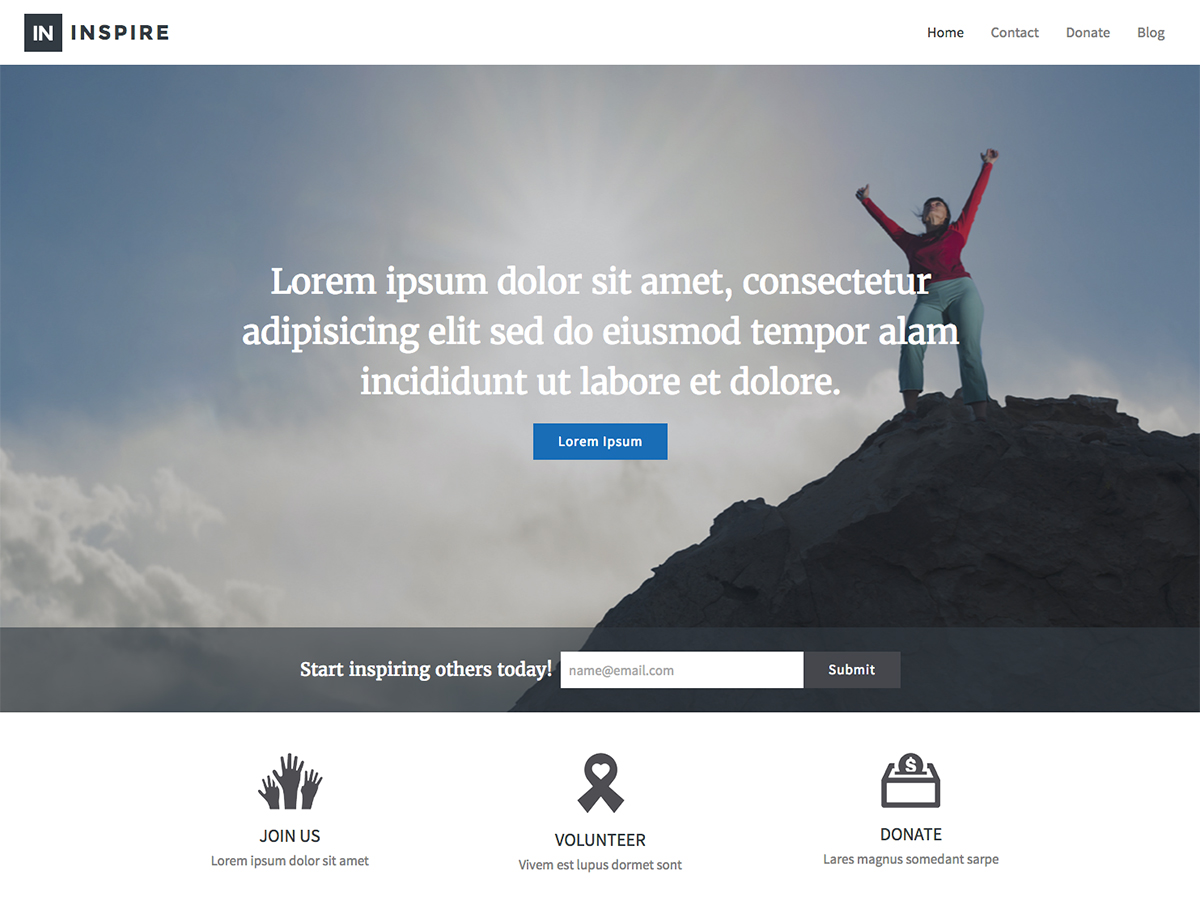 IN INSPIRE
Home Contact Donate Blog
Lorem ipsum dolor sit amet, consectetur
adipisicing elit sed do eiusmod tempor alam
incididunt ut labore et dolore.
Lorem Ipsum
Start inspiring others today! name@email.com Submit
$
JOIN US
Lorem ipsum dolor sit amet
VOLUNTEER
Vivem est lupus dormet sont
DONATE
Lares magnus somedant sarpe